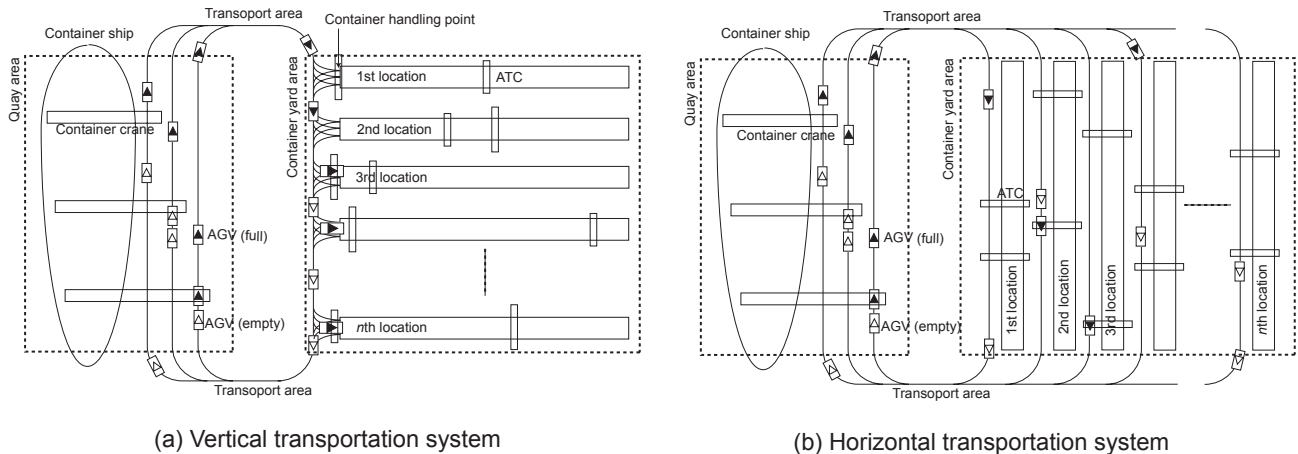 Transoport area
Container ship
Container handling point
Quay area
Container yard area
1st location
ATC
Container crane
2nd location
3rd location
AGV (full)
AGV (empty)
nth location
Transoport area
(a) Vertical transportation system
Transoport area
Container ship
Quay area
Container yard area
Container crane
ATC
AGV (full)
AGV (empty)
1st location
2nd location
3rd location
nth location
Transoport area
(b) Horizontal transportation system